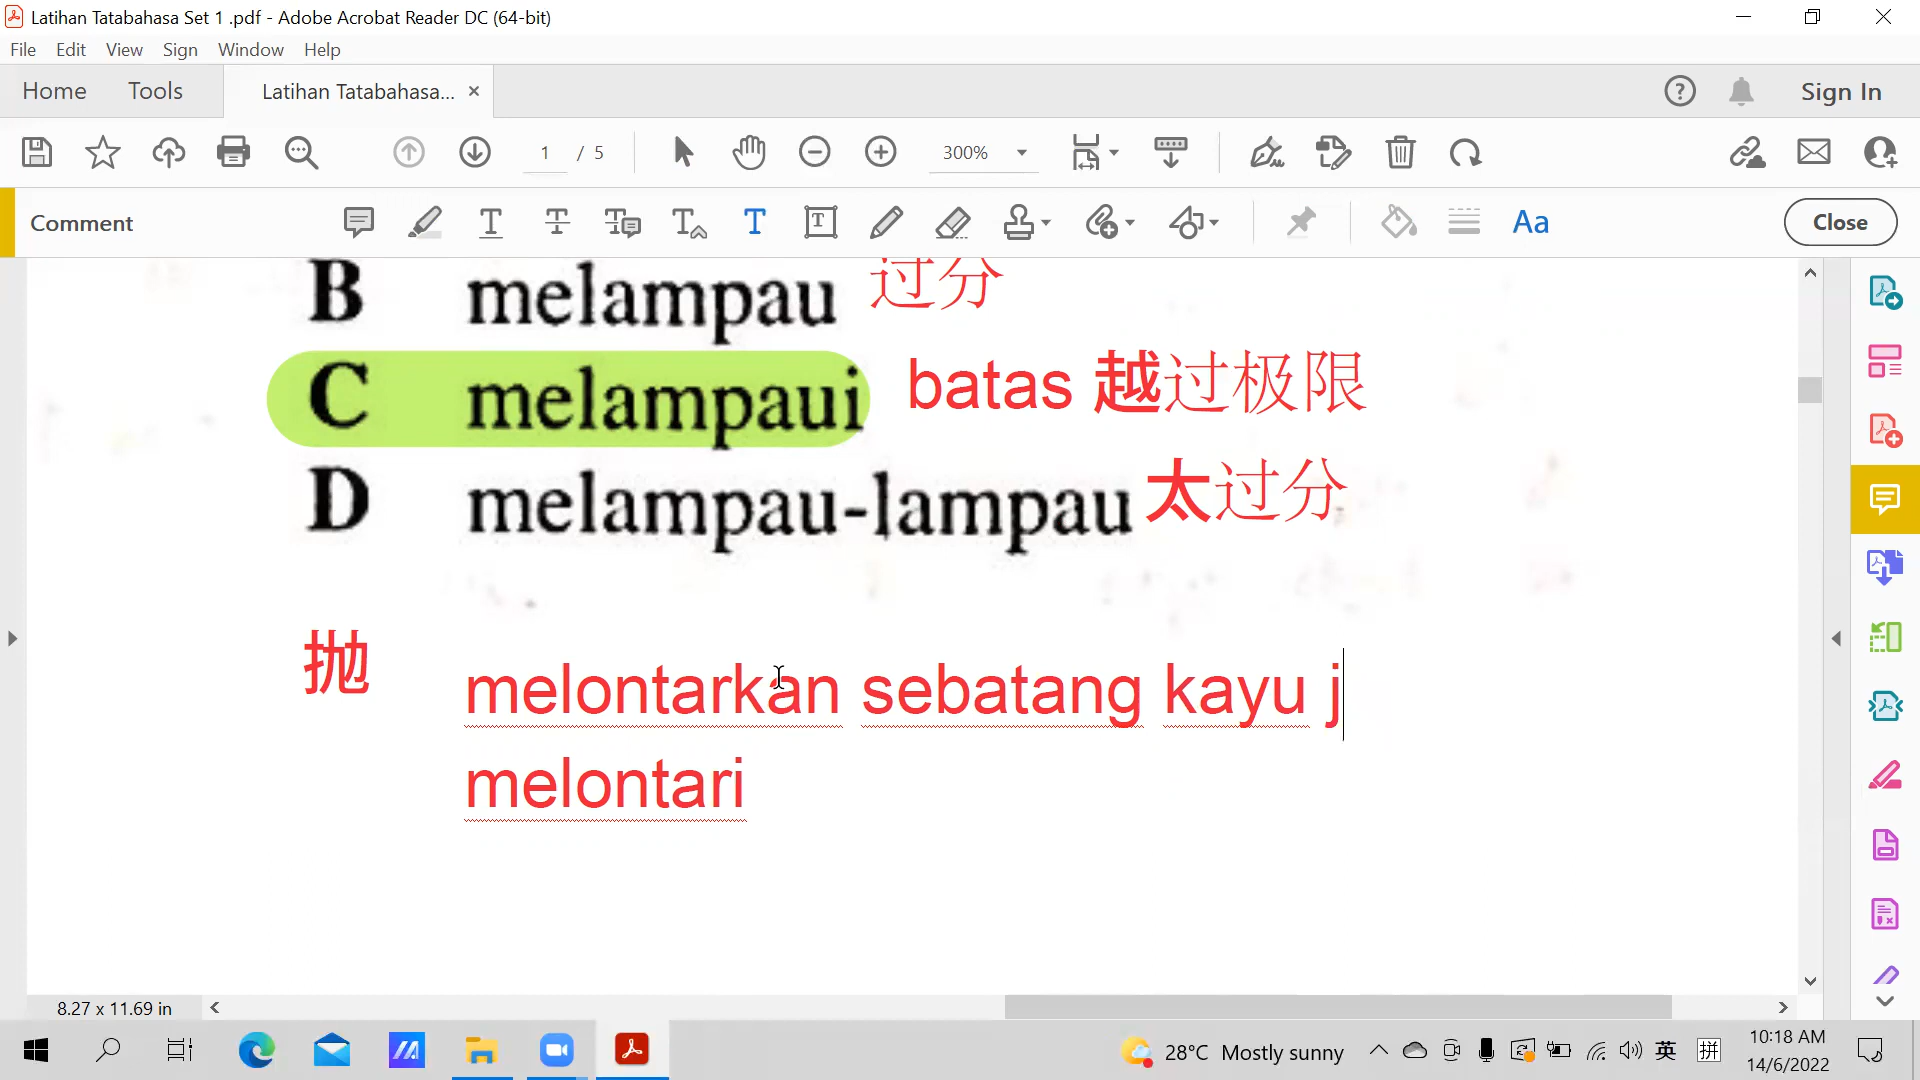 Latihan Tatabahasa Set 1 .pdf - Adobe Acrobat Reader DC (64-bit)
File Edit View Sign Window Help
Home Tools Latihan Tatabahasa... × Sign In
1 / 5 300%
Comment Aa Close
B melampau 过分
C melampaui batas 越过极限
D melampau-lampau 太过分
抛 melontarkan sebatang kayu j
melontari
8.27 x 11.69 in
28°C Mostly sunny 英 拼 10:18 AM
14/6/2022